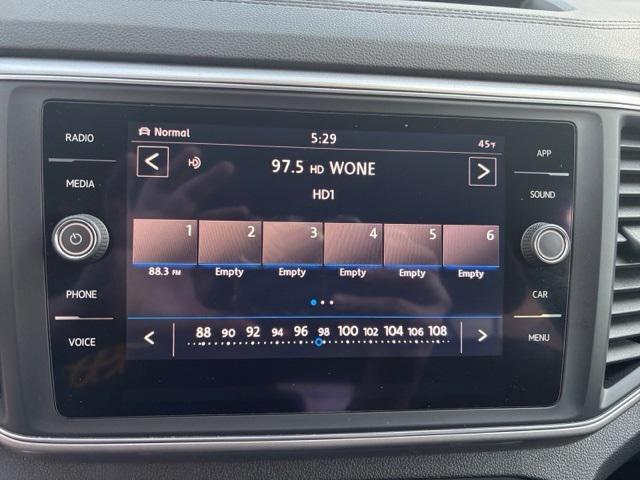 RADIO
MEDIA
PHONE
VOICE
Normal
5:29
45°F
97.5 HD WONE
HD1
1 2 3 4 5 6
88.3 FM Empty Empty Empty Empty Empty
88 90 92 94 96 98 100 102 104 106 108
APP
SOUND
CAR
MENU